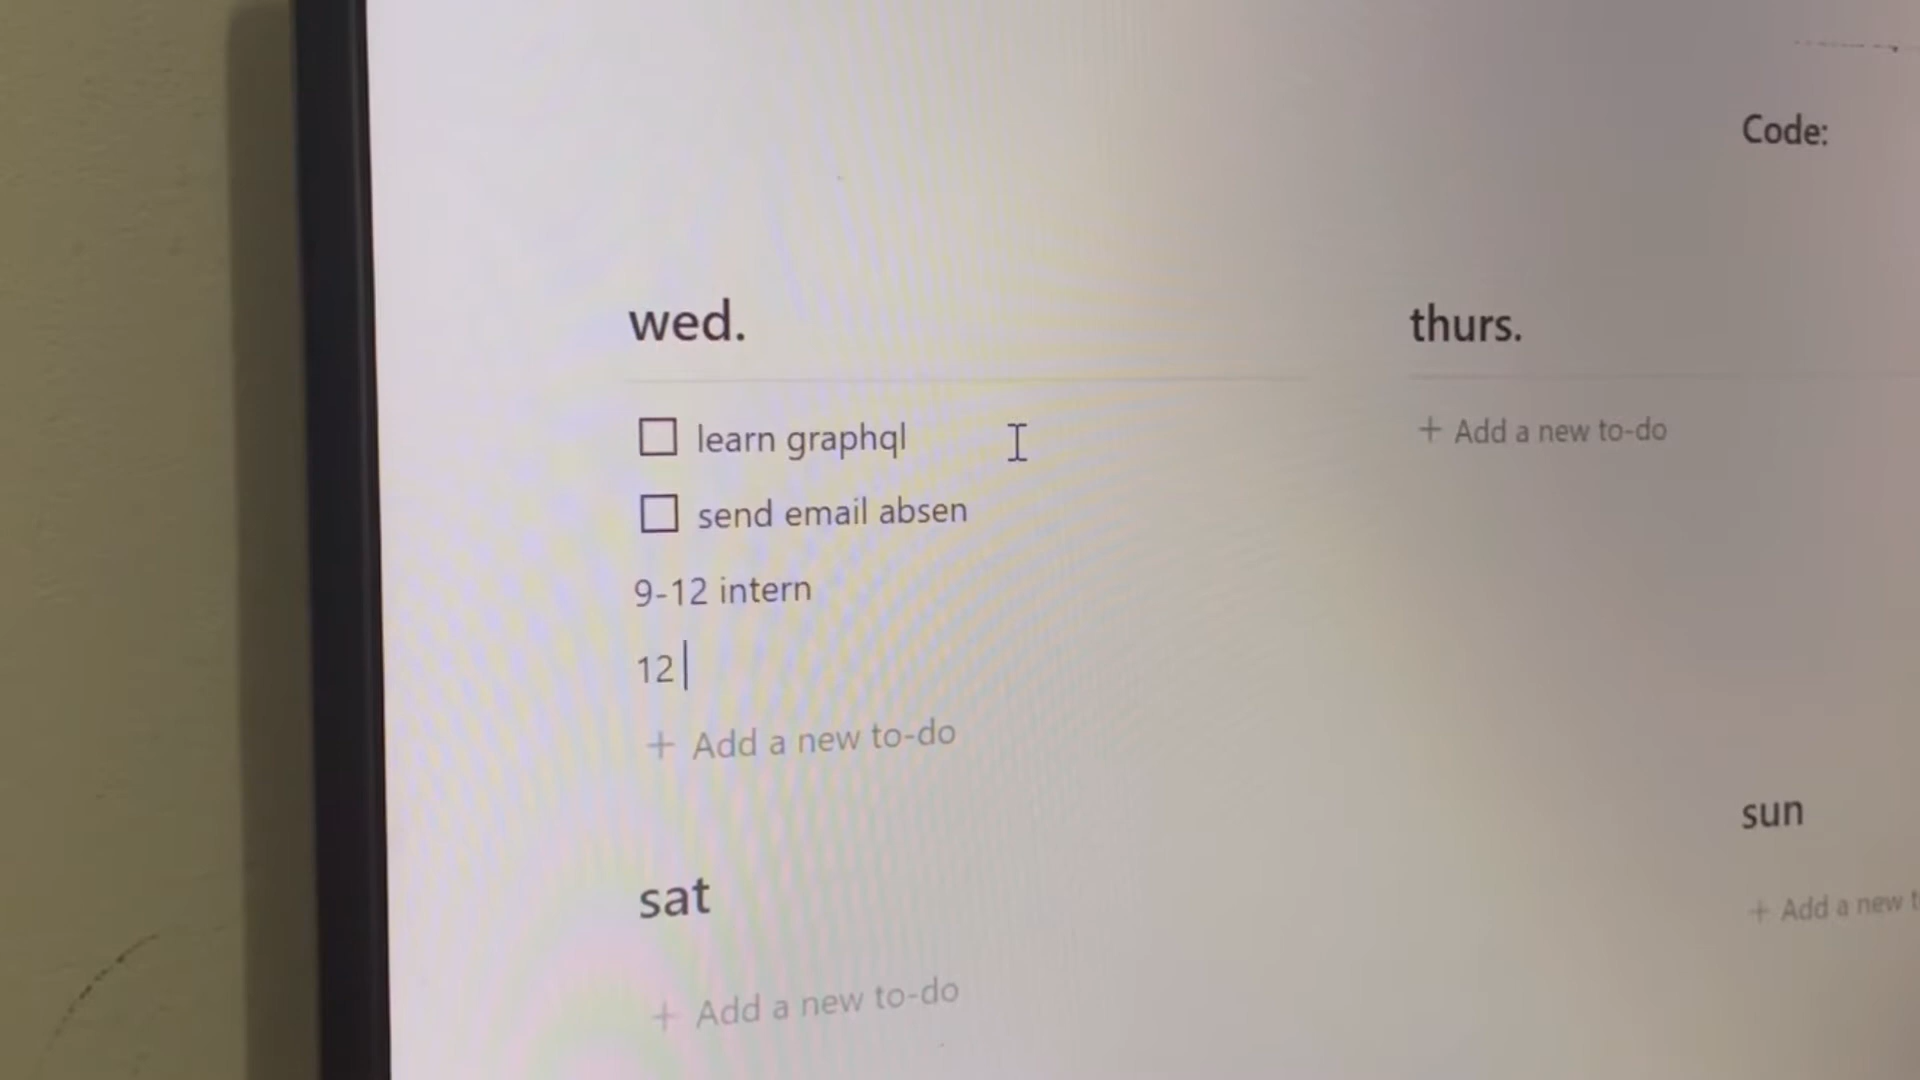 Code:
wed.
thurs.
learn graphql
+ Add a new to-do
send email absen
9-12 intern
12
+ Add a new to-do
sun
sat
+ Add a new t
+ Add a new to-do